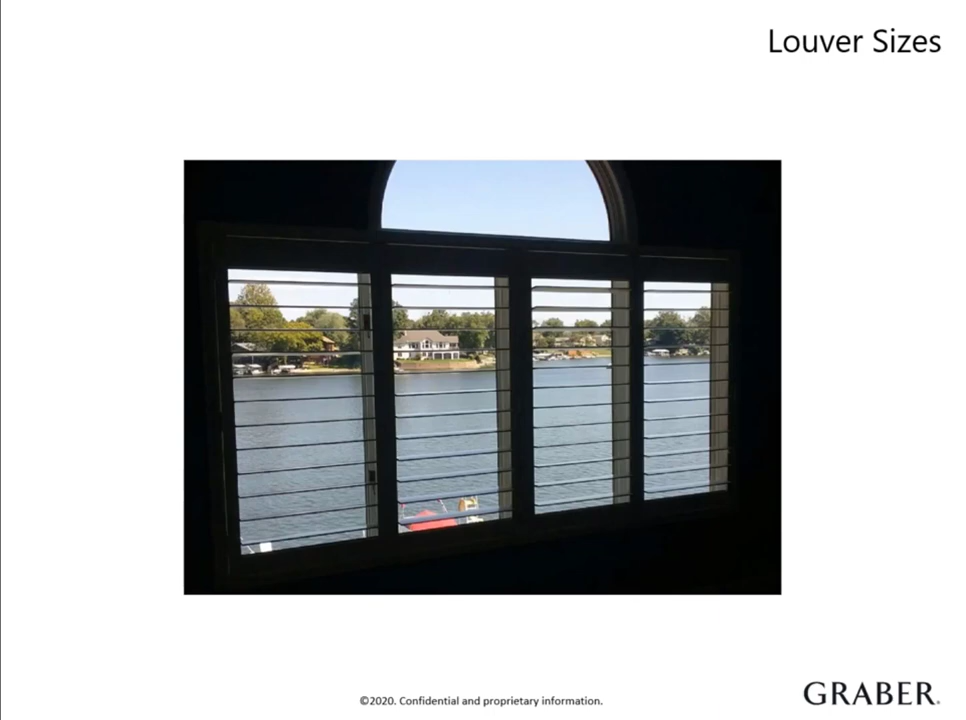 Louver Sizes
©2020. Confidential and proprietary information.
GRABER.